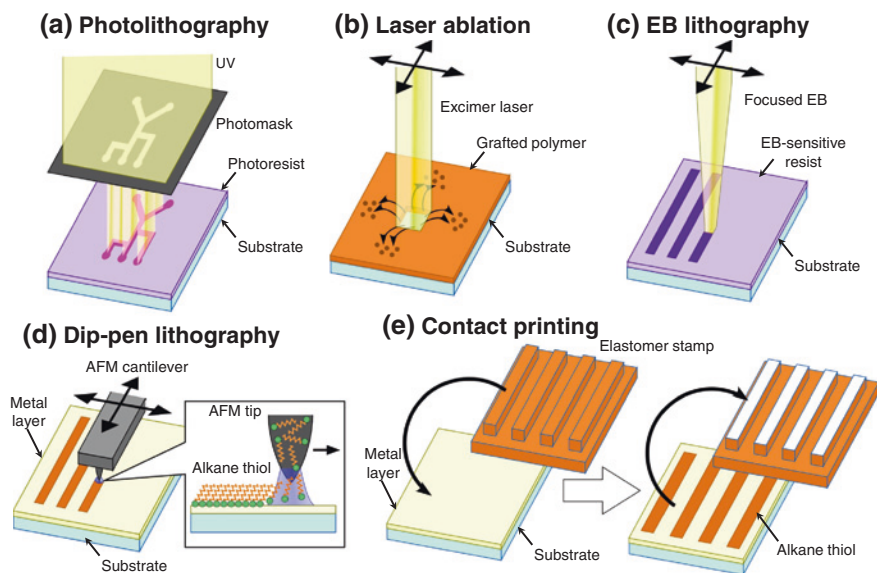 (a) Photolithography
UV
Photomask
Photoresist
Substrate
(b) Laser ablation
Excimer laser
Grafted polymer
Substrate
(c) EB lithography
Focused EB
EB-sensitive
resist
Substrate
(d) Dip-pen lithography
AFM cantilever
Metal
layer
AFM tip
Alkane thiol
Substrate
(e) Contact printing
Elastomer stamp
Metal
layer
Substrate
Alkane thiol